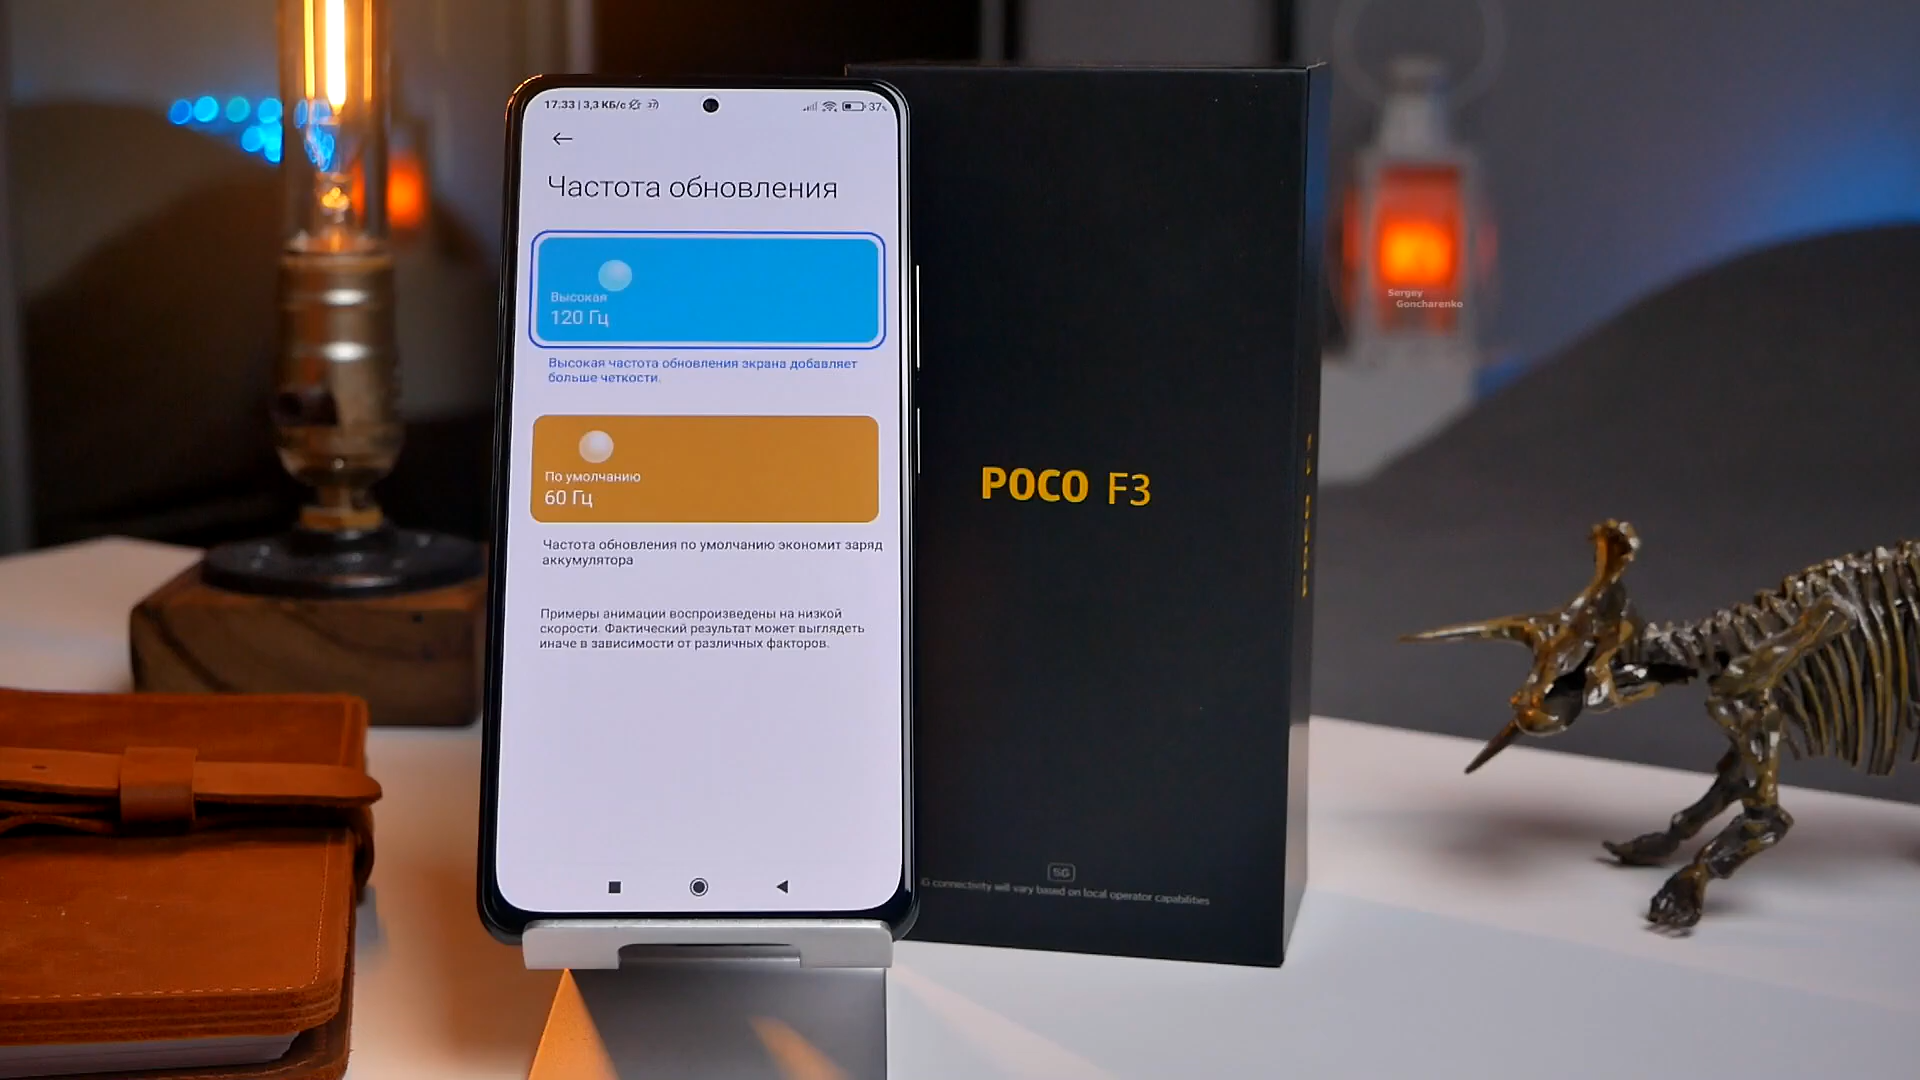 17:33 | 3,3 КБ/с
37
Частота обновления
Высокая
120 Гц
Высокая частота обновления экрана добавляет
больше четкости.
По умолчанию
60 Гц
Частота обновления по умолчанию экономит заряд
аккумулятора
Примеры анимации воспроизведены на низкой
скорости. Фактический результат может выглядеть
иначе в зависимости от различных факторов.
POCO F3
5G
G connectivity will vary based on local operator capabilities
Sergey
Goncharenko